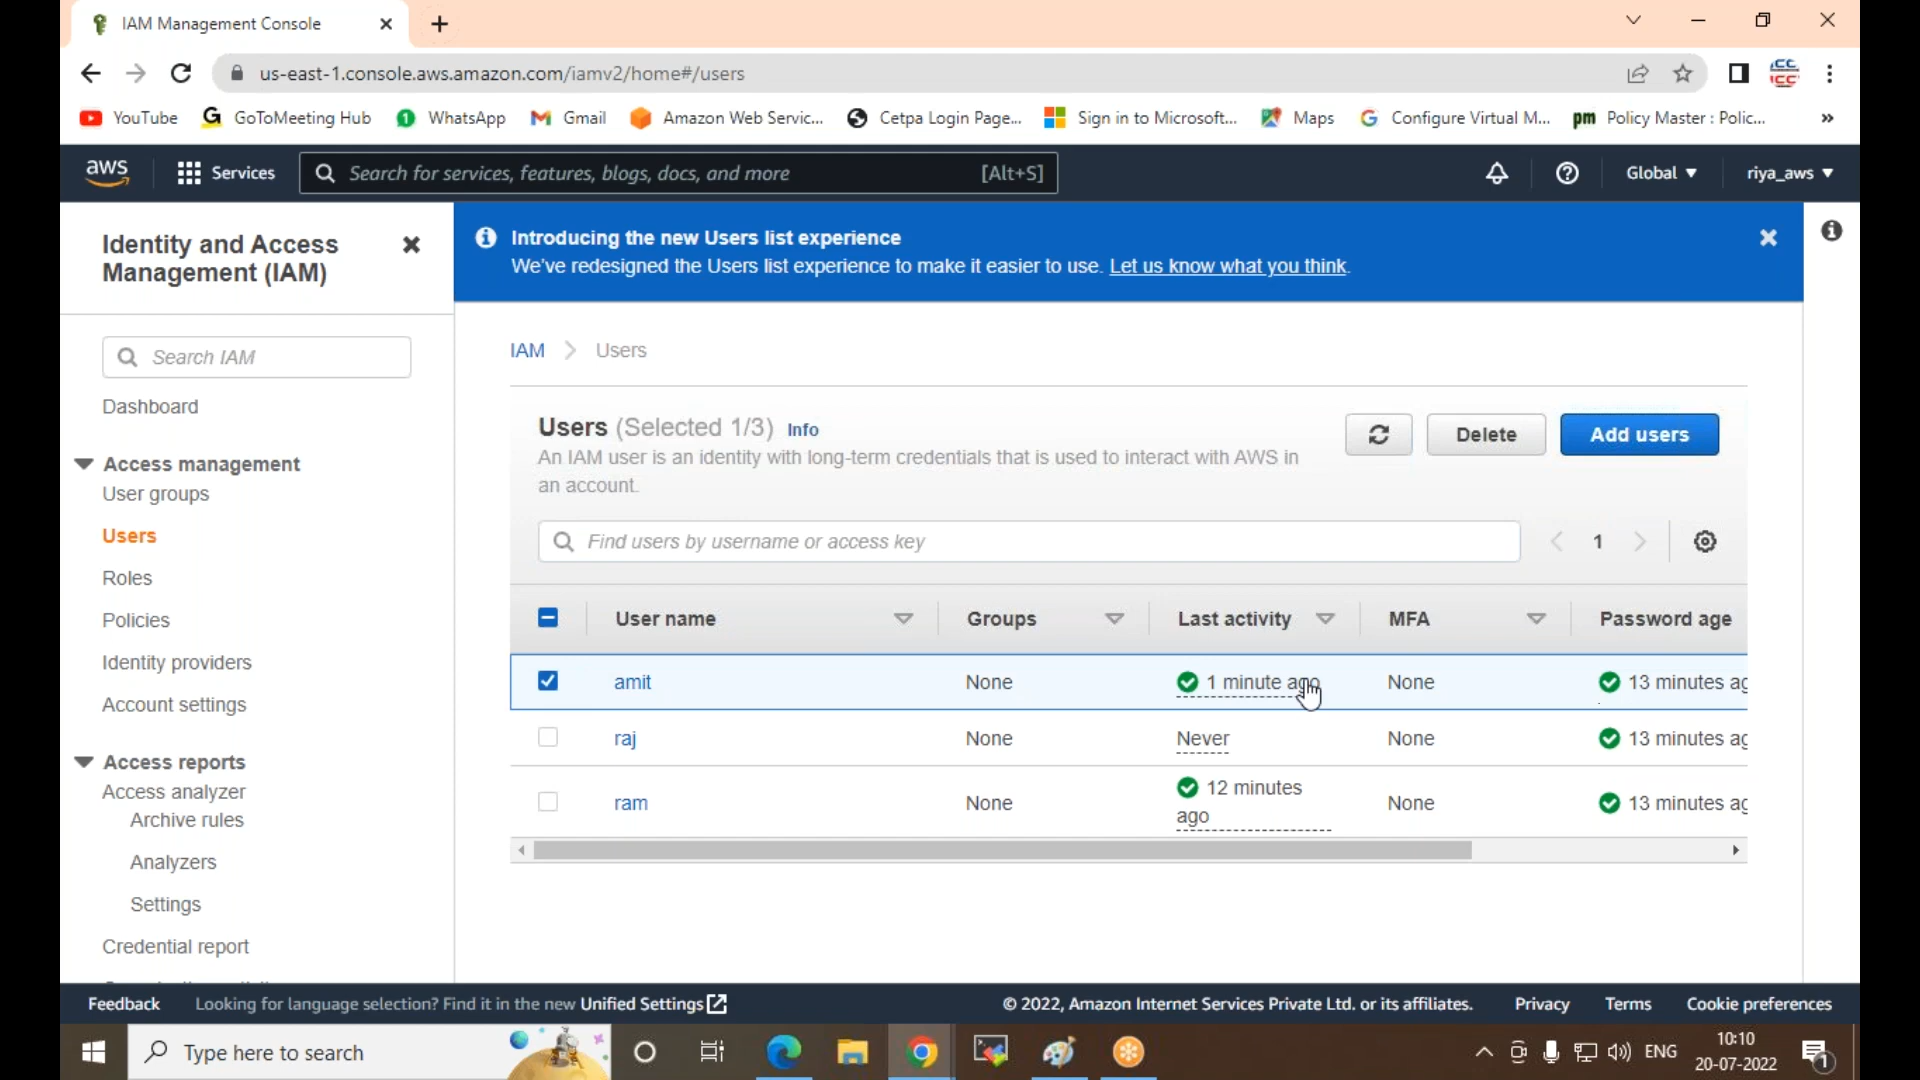 IAM Management Console
us-east-1.console.aws.amazon.com/iamv2/home#/users
YouTube
GoToMeeting Hub
WhatsApp
Gmail
Amazon Web Servic...
Cetpa Login Page...
Sign in to Microsoft...
Maps
Configure Virtual M...
pm Policy Master : Polic...
»
aws
Services
Search for services, features, blogs, docs, and more
[Alt+S]
Global
riya_aws
Identity and Access
Management (IAM)
Search IAM
Dashboard
Access management
User groups
Users
Roles
Policies
Identity providers
Account settings
Access reports
Access analyzer
Archive rules
Analyzers
Settings
Credential report
Introducing the new Users list experience
We've redesigned the Users list experience to make it easier to use. Let us know what you think.
IAM
Users
Users (Selected 1/3) Info
An IAM user is an identity with long-term credentials that is used to interact with AWS in
an account.
Delete
Add users
Find users by username or access key
1
User name
Groups
Last activity
MFA
Password age
amit
None
1 minute ago
None
13 minutes ag
raj
None
Never
None
13 minutes ag
ram
None
12 minutes
ago
None
13 minutes ag
Feedback
Looking for language selection? Find it in the new Unified Settings
© 2022, Amazon Internet Services Private Ltd. or its affiliates.
Privacy
Terms
Cookie preferences
Type here to search
ENG
10:10
20-07-2022
1